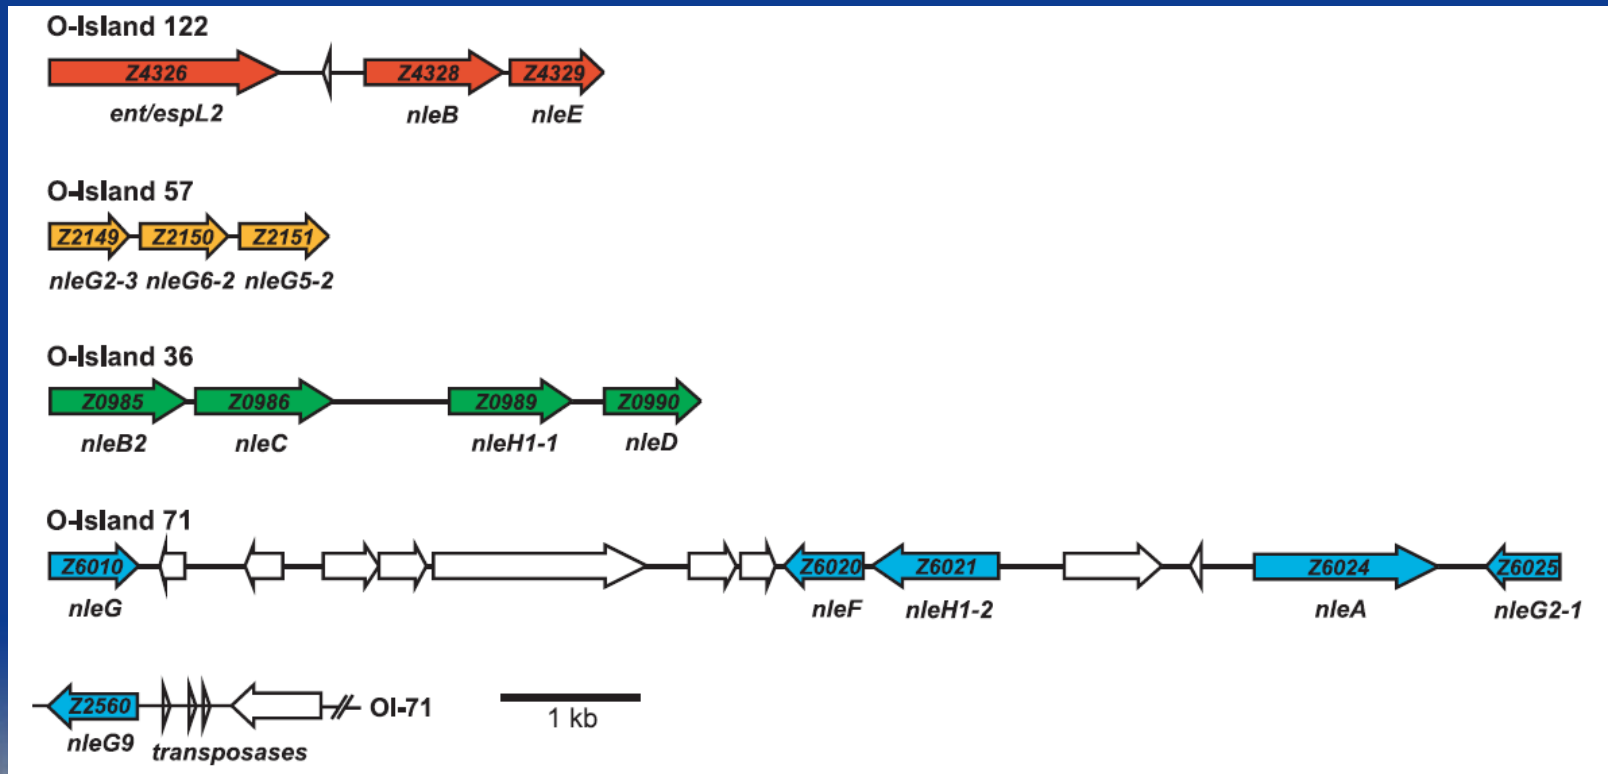 O-Island 122
Z4326 Z4328 Z4329
ent/espL2 nleB nleE
O-Island 57
Z2149 Z2150 Z2151
nleG2-3 nleG6-2 nleG5-2
O-Island 36
Z0985 Z0986 Z0989 Z0990
nleB2 nleC nleH1-1 nleD
O-Island 71
Z6010 Z6020 Z6021 Z6024 Z6025
nleG nleF nleH1-2 nleA nleG2-1
Z2560 OI-71
nleG9 transposases 1 kb